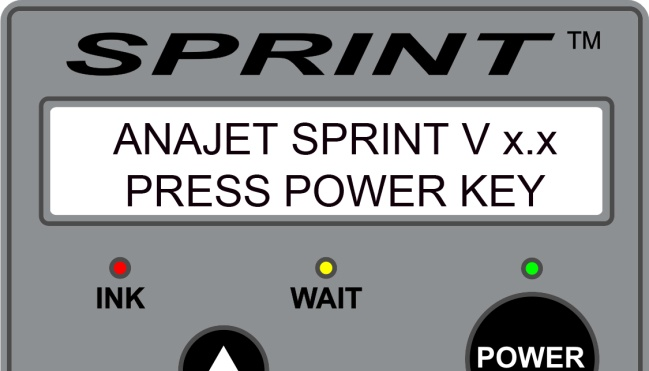 SPRINT™
ANAJET SPRINT V x.x
PRESS POWER KEY
INK WAIT
POWER